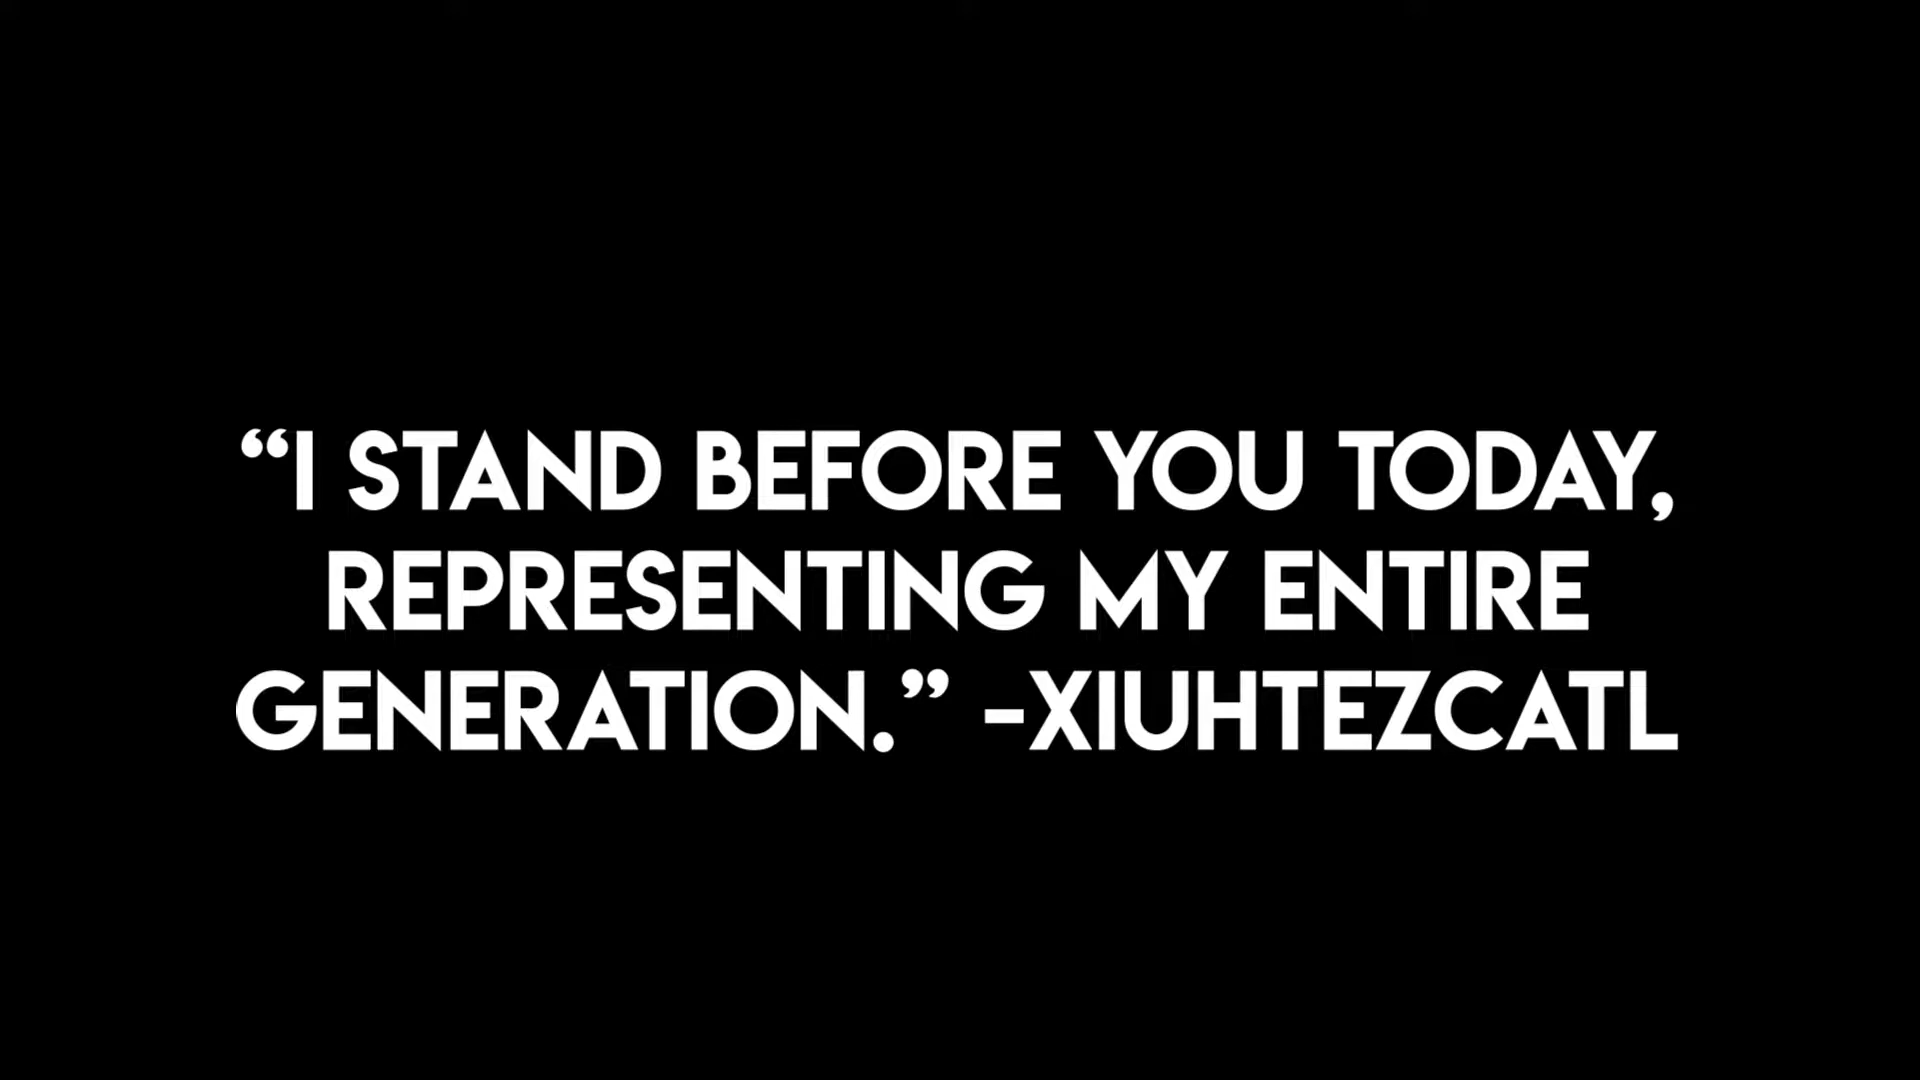 “I STAND BEFORE YOU TODAY,
REPRESENTING MY ENTIRE
GENERATION.” -XIUHTEZCATL